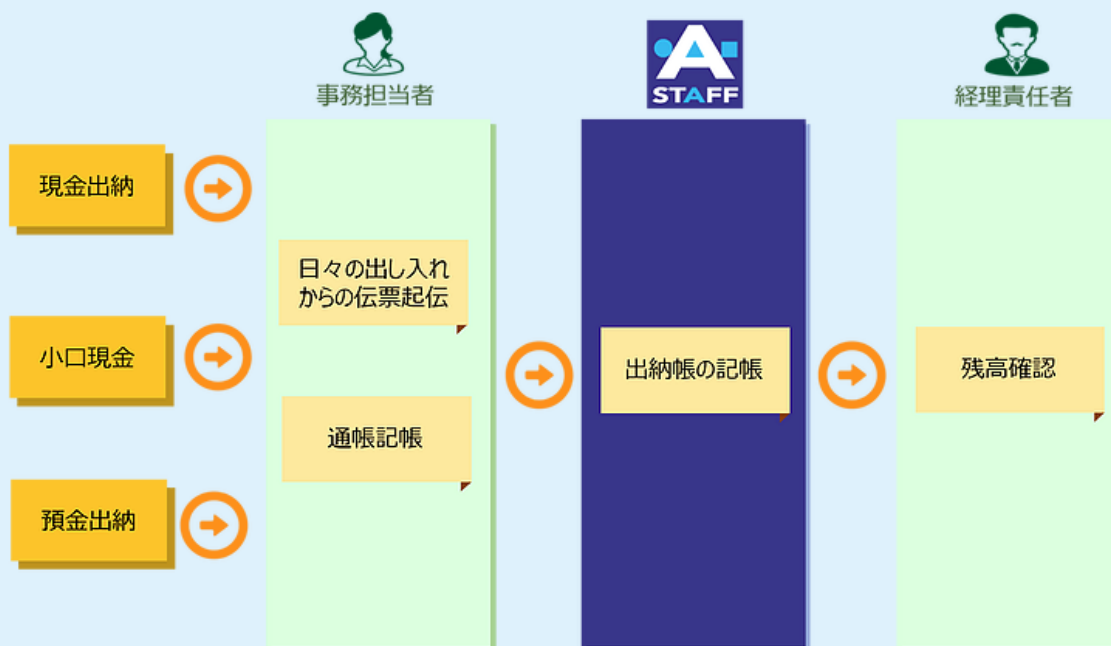 事務担当者
A
STAFF
経理責任者
現金出納
日々の出し入れ
からの伝票起伝
小口現金
出納帳の記帳
残高確認
通帳記帳
預金出納